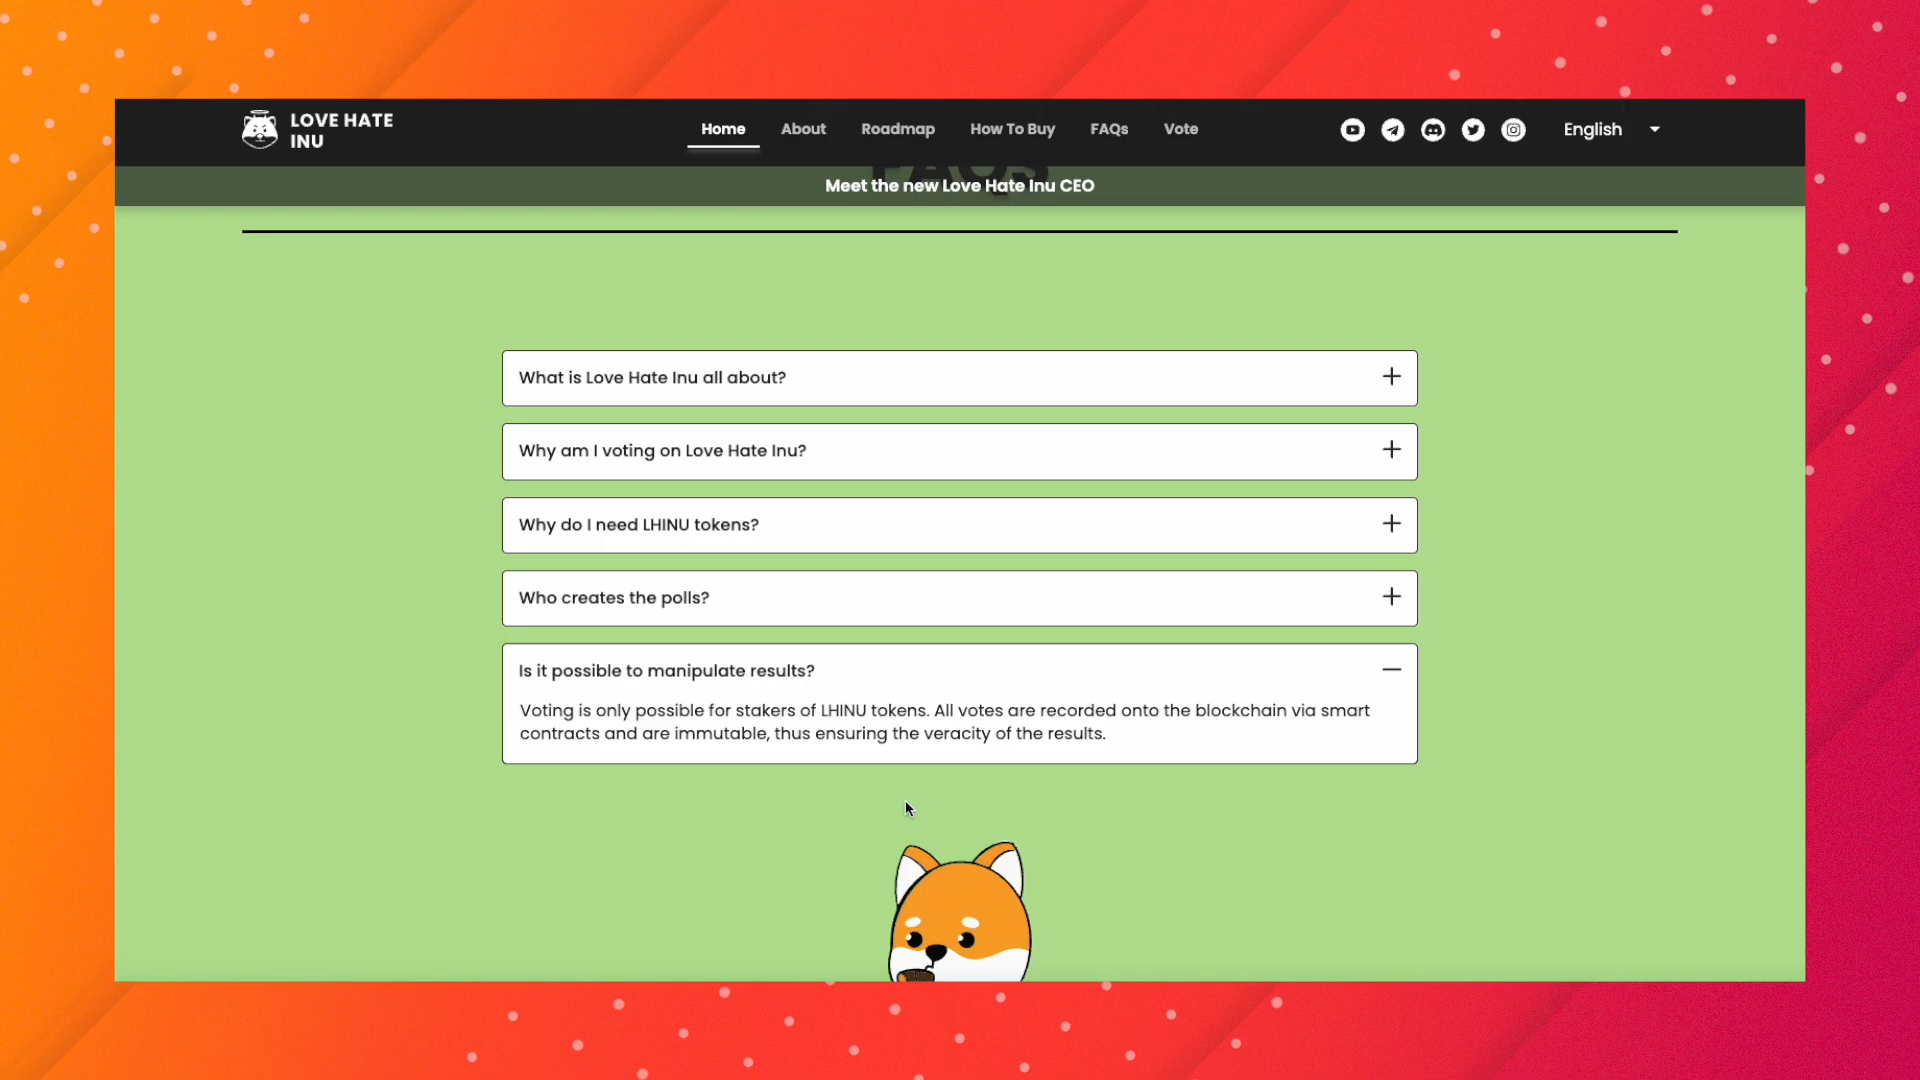 LOVE HATE
INU
Home About Roadmap How To Buy FAQs Vote
English
FAQs
Meet the new Love Hate Inu CEO
What is Love Hate Inu all about?
Why am I voting on Love Hate Inu?
Why do I need LHINU tokens?
Who creates the polls?
Is it possible to manipulate results?
Voting is only possible for stakers of LHINU tokens. All votes are recorded onto the blockchain via smart
contracts and are immutable, thus ensuring the veracity of the results.